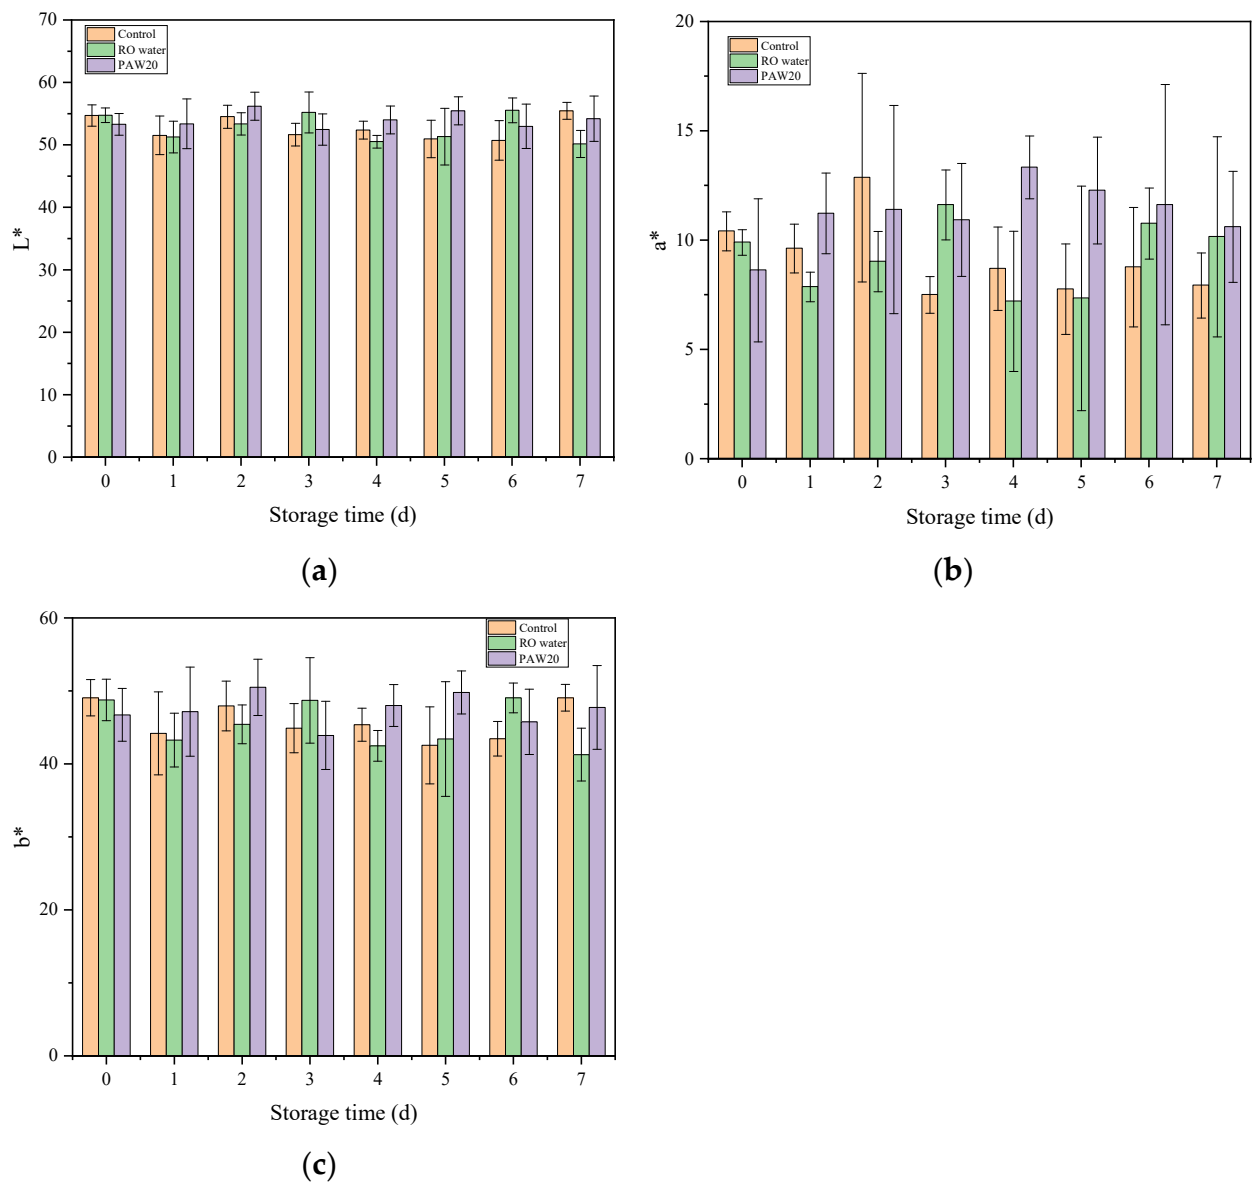 70
60
50
40
30
20
10
0
L*
Control
RO water
PAW20
0 1 2 3 4 5 6 7
Storage time (d)
(a)
20
15
10
5
0
a*
Control
RO water
PAW20
0 1 2 3 4 5 6 7
Storage time (d)
(b)
60
40
20
0
b*
Control
RO water
PAW20
0 1 2 3 4 5 6 7
Storage time (d)
(c)